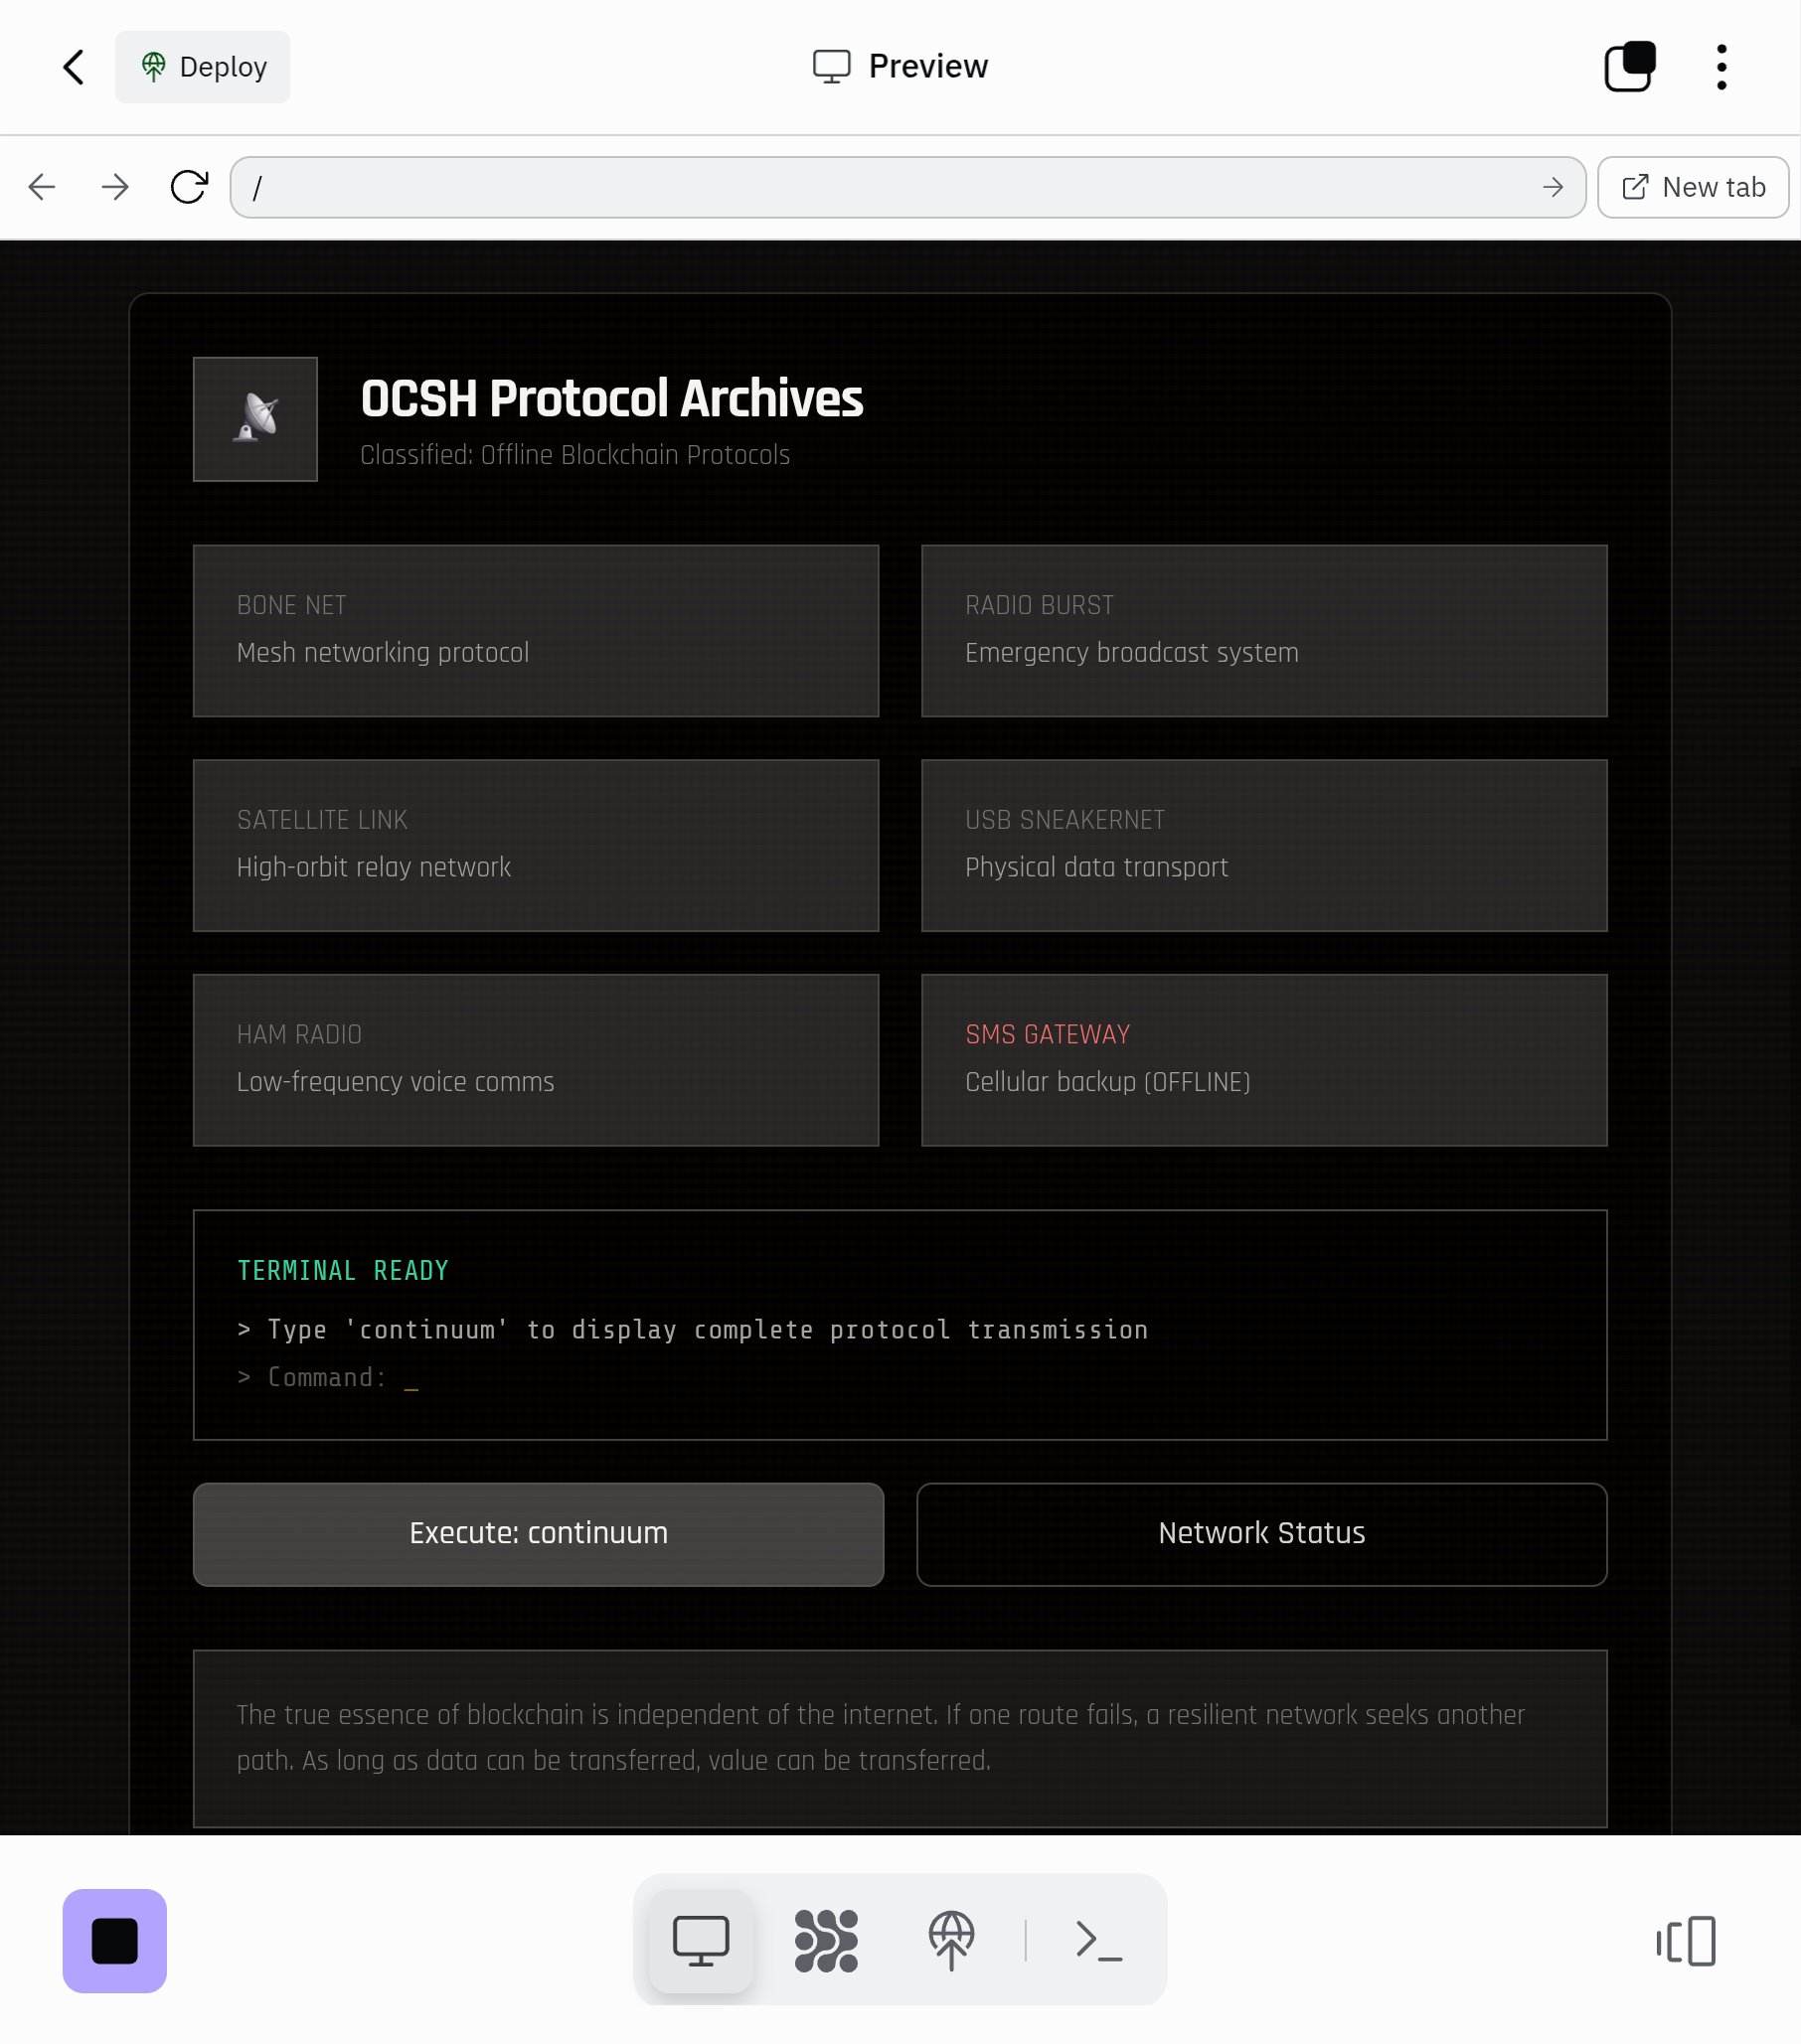 Deploy
Preview
/
New tab
OCSH Protocol Archives
Classified: Offline Blockchain Protocols
BONE NET
Mesh networking protocol
RADIO BURST
Emergency broadcast system
SATELLITE LINK
High-orbit relay network
USB SNEAKERNET
Physical data transport
HAM RADIO
Low-frequency voice comms
SMS GATEWAY
Cellular backup (OFFLINE)
TERMINAL READY
> Type 'continuum' to display complete protocol transmission
> Command: _
Execute: continuum
Network Status
The true essence of blockchain is independent of the internet. If one route fails, a resilient network seeks another
path. As long as data can be transferred, value can be transferred.